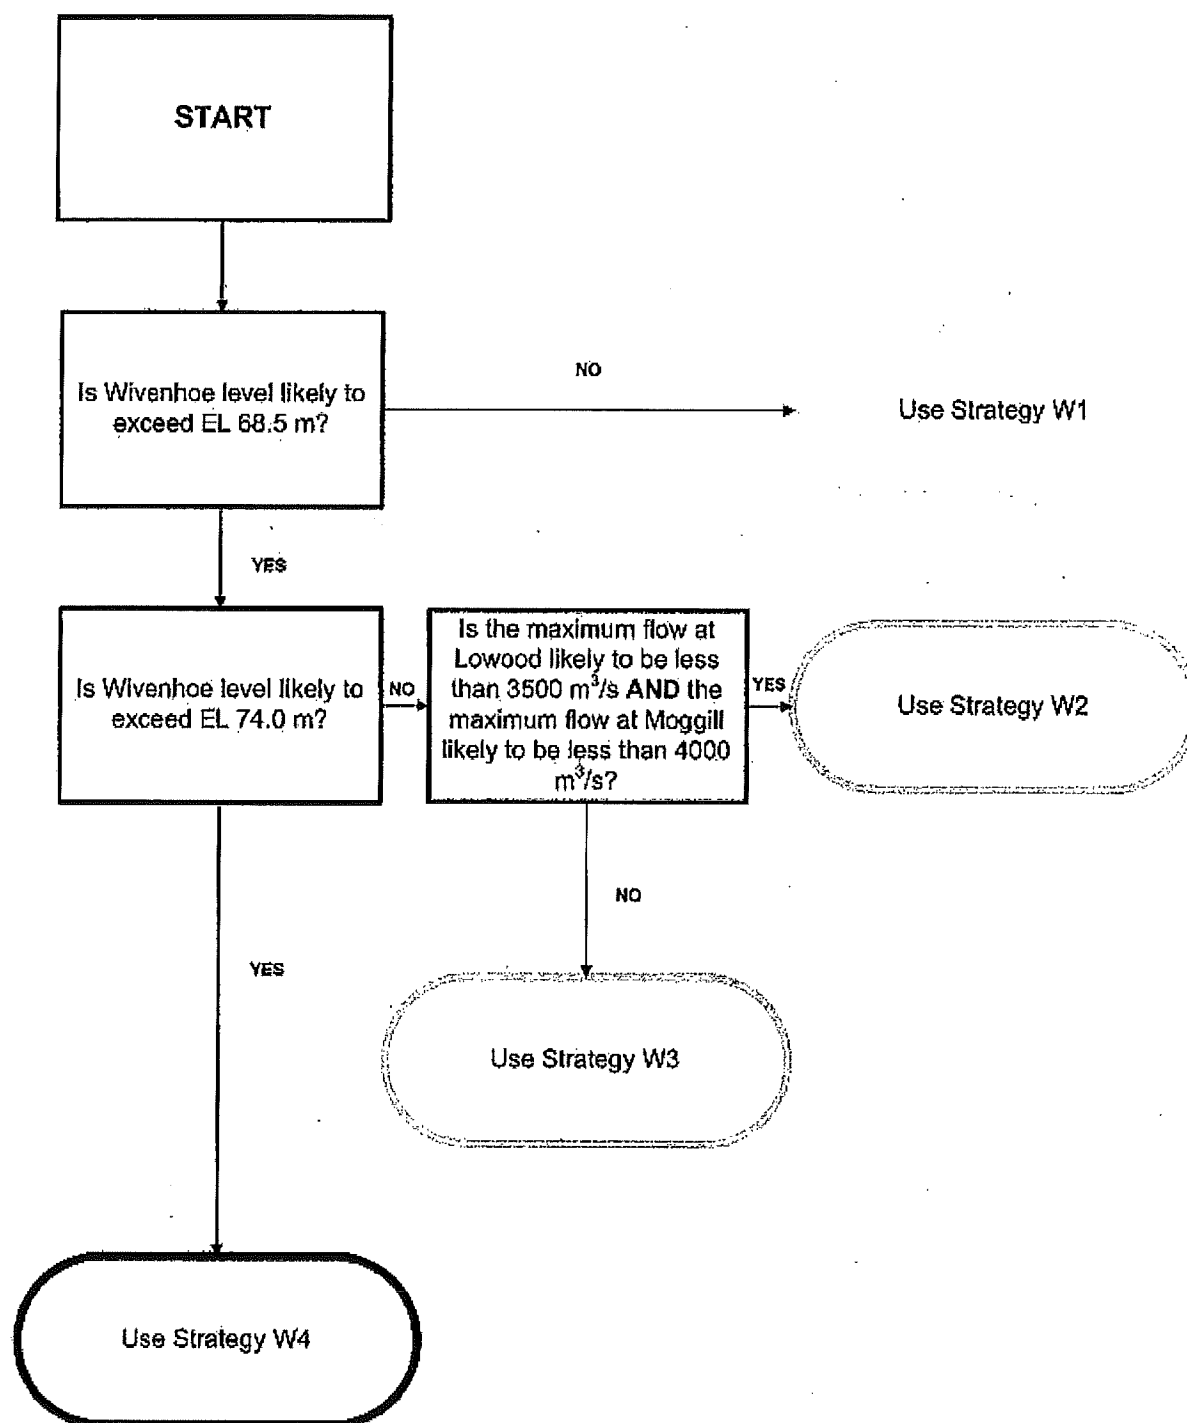 START
Is Wivenhoe level likely to
exceed EL 68.5 m?
NO
Use Strategy W1
YES
Is Wivenhoe level likely to
exceed EL 74.0 m?
NO
Is the maximum flow at
Lowood likely to be less
than 3500 m³/s AND the
maximum flow at Moggill
likely to be less than 4000
m³/s?
YES
Use Strategy W2
NO
YES
Use Strategy W3
Use Strategy W4